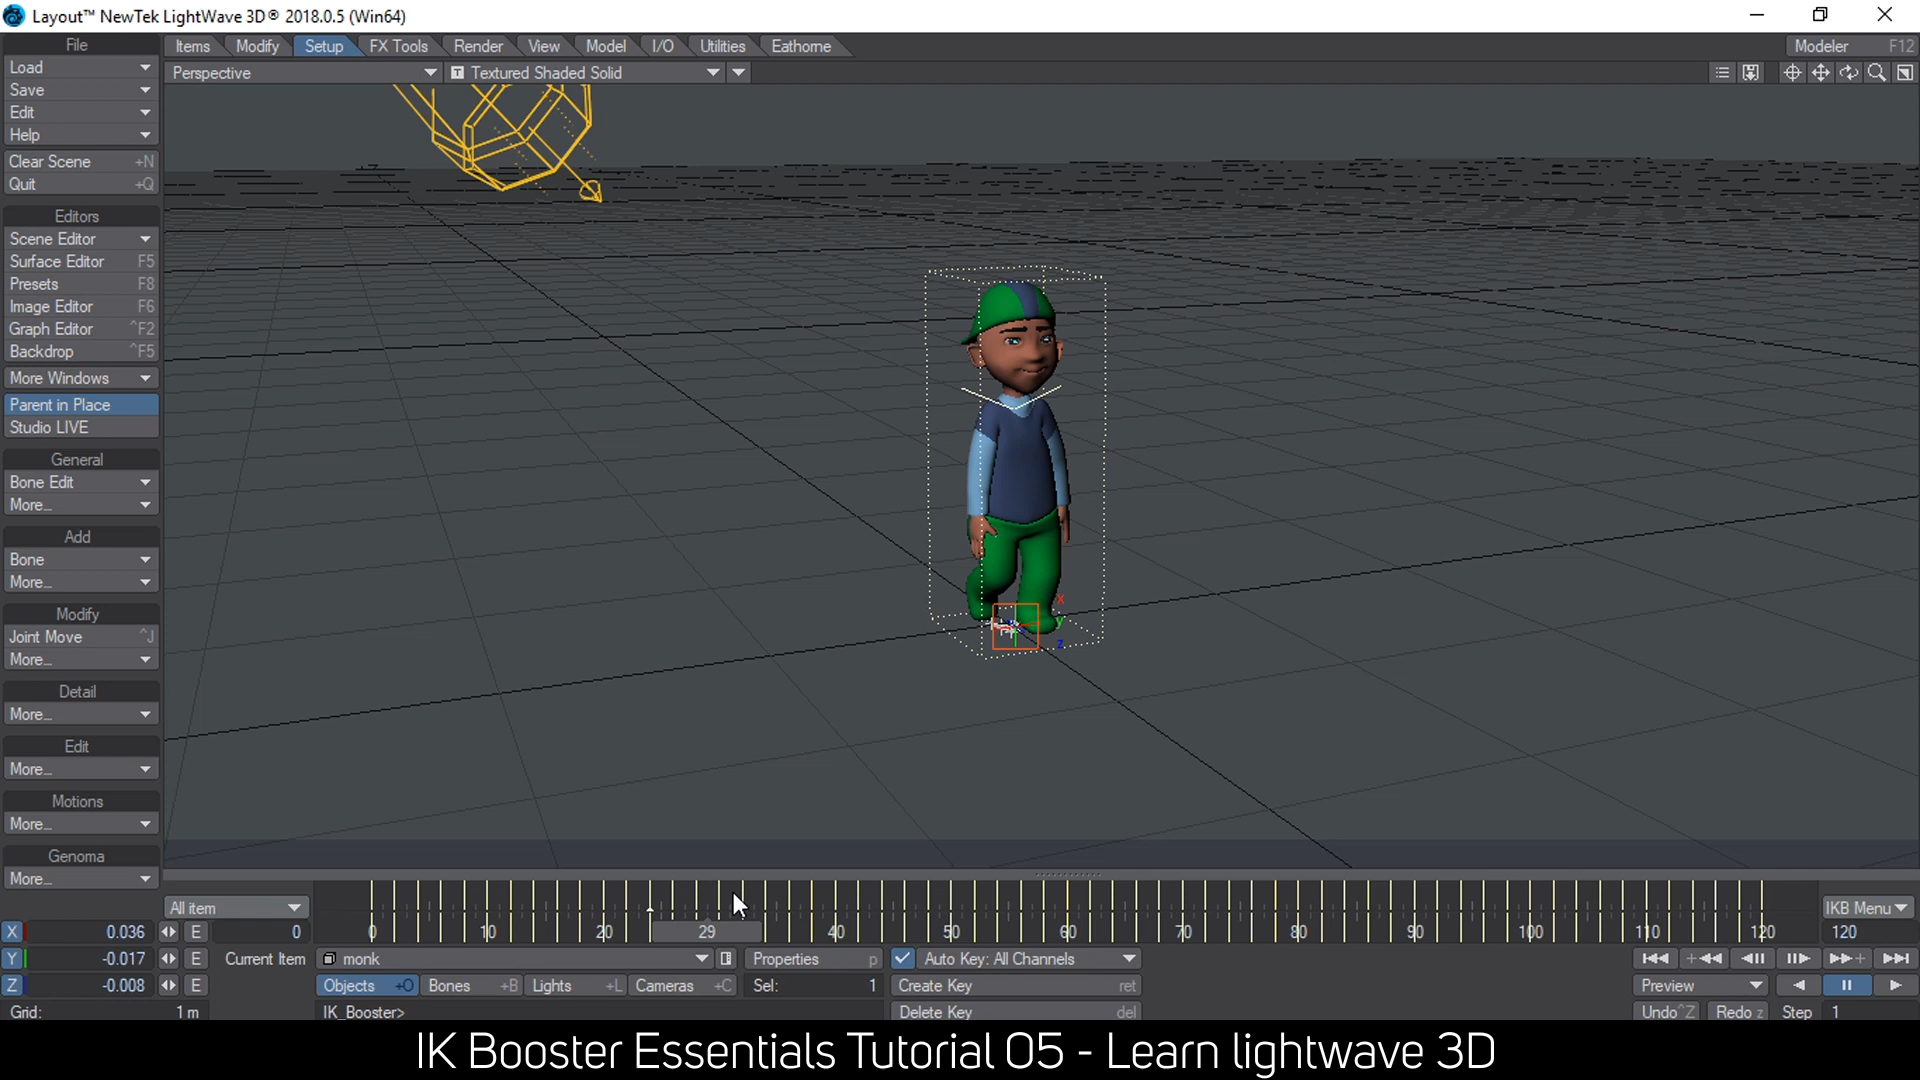 Layout™ NewTek LightWave 3D® 2018.0.5 (Win64)
File
Items Modify Setup FX Tools Render View Model I/O Utilities Eathome Modeler F12
Load
Perspective T Textured Shaded Solid
Save
Edit
Help
Clear Scene +N
Quit +Q
Editors
Scene Editor
Surface Editor F5
Presets F8
Image Editor F6
Graph Editor ^F2
Backdrop ^F5
More Windows
Parent in Place
Studio LIVE
General
Bone Edit
More...
Add
Bone
More...
Modify
Joint Move ^J
More...
Detail
More...
Edit
More...
Motions
More...
Genoma
More...
x
y
z
All item IKB Menu
X 0.036 E 0 0 10 20 29 40 50 60 70 80 90 100 110 120 120
Y -0.017 E Current Item monk Properties p Auto Key: All Channels
Z -0.008 E Objects +O Bones +B Lights +L Cameras +C Sel: 1 Create Key ret Preview
Grid: 1 m IK_Booster> Delete Key del Undo ^Z Redo z Step 1
IK Booster Essentials Tutorial 05 - Learn lightwave 3D